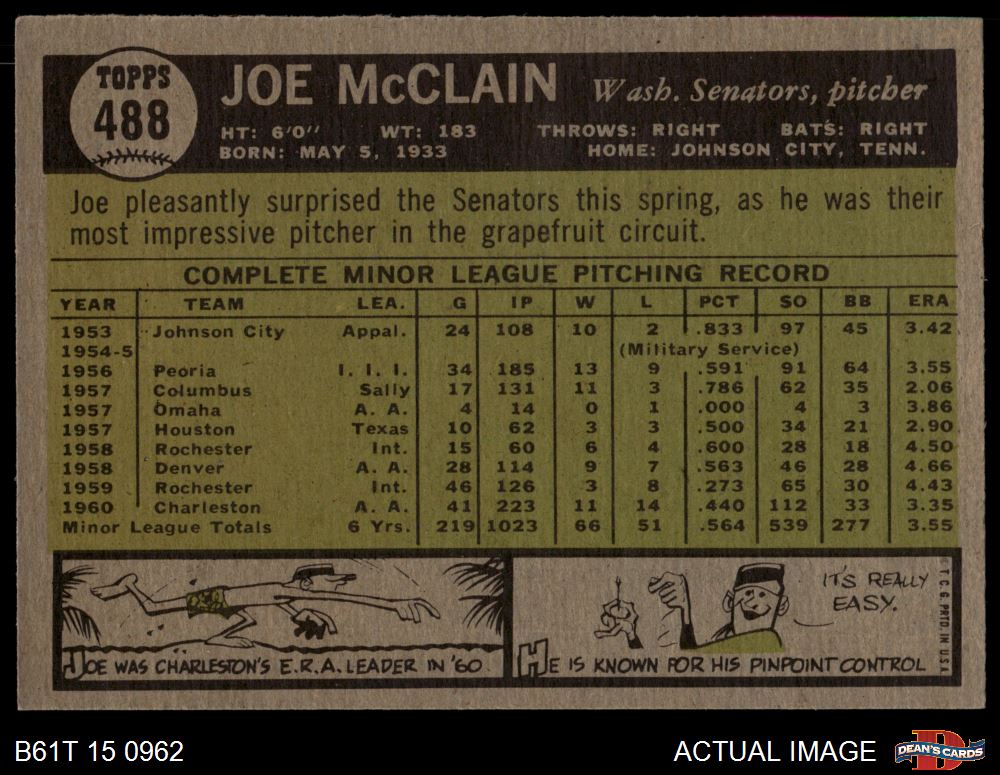 TOPPS
488
JOE McCLAIN Wash. Senators, pitcher
HT: 6'0" WT: 183 THROWS: RIGHT BATS: RIGHT
BORN: MAY 5, 1933 HOME: JOHNSON CITY, TENN.
Joe pleasantly surprised the Senators this spring, as he was their
most impressive pitcher in the grapefruit circuit.
COMPLETE MINOR LEAGUE PITCHING RECORD
YEAR TEAM LEA. G IP W L PCT SO BB ERA
1953 Johnson City Appal. 24 108 10 2 .833 97 45 3.42
1954-5 (Military Service)
1956 Peoria I. I. I. 34 185 13 9 .591 91 64 3.55
1957 Columbus Sally 17 131 11 3 .786 62 35 2.06
1957 Omaha A. A. 4 14 0 1 .000 4 3 3.86
1957 Houston Texas 10 62 3 3 .500 34 21 2.90
1958 Rochester Int. 15 60 6 4 .600 28 18 4.50
1958 Denver A. A. 28 114 9 7 .563 46 28 4.66
1959 Rochester Int. 46 126 3 8 .273 65 30 4.43
1960 Charleston A. A. 41 223 11 14 .440 112 33 3.35
Minor League Totals 6 Yrs. 219 1023 66 51 .564 539 277 3.55
JOE WAS CHARLESTON'S E.R.A. LEADER IN '60.
IT'S REALLY
EASY.
HE IS KNOWN FOR HIS PINPOINT CONTROL
T. C. G. PRTD. IN U.S.A.
B61T 15 0962 ACTUAL IMAGE DEAN'S CARDS